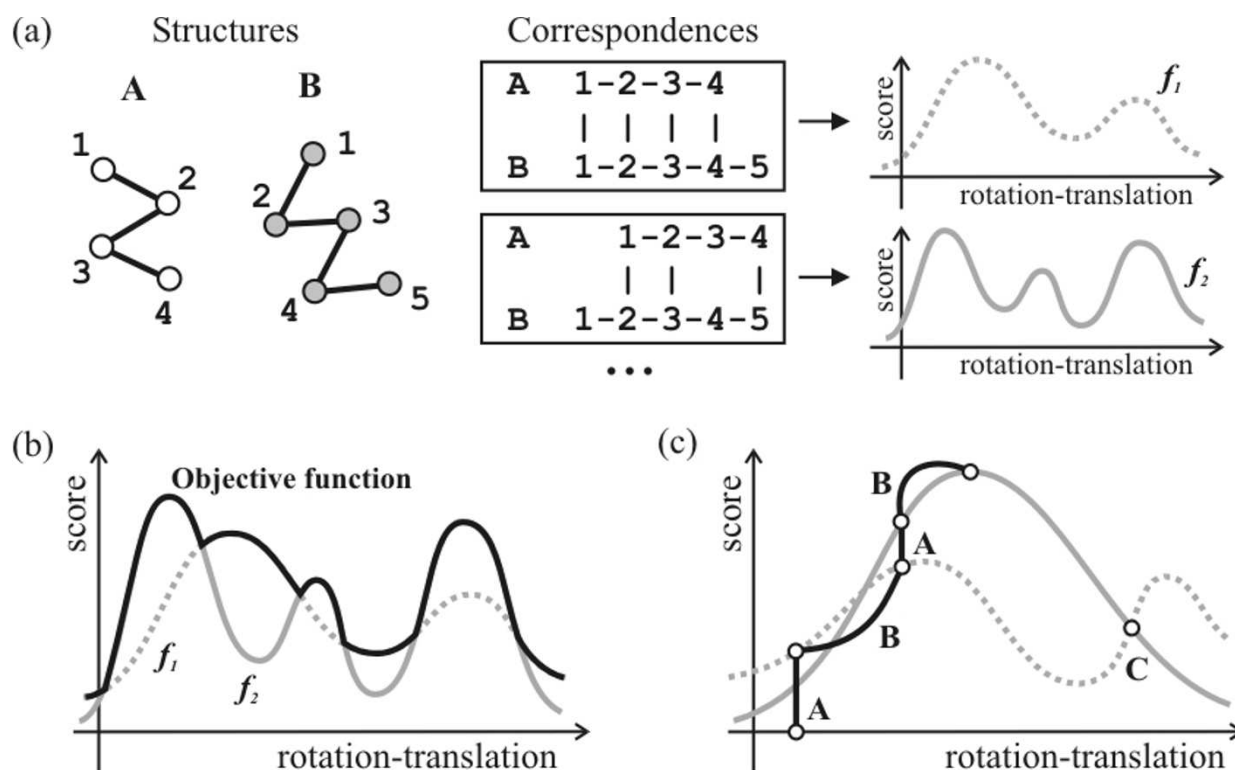 (a)
Structures
A B
1
2
3
4
1
2
3
4
5
Correspondences
A 1-2-3-4
| | | |
B 1-2-3-4-5
A 1-2-3-4
| | |
B 1-2-3-4-5
...
score
f1
rotation-translation
score
f2
rotation-translation
(b)
score
Objective function
f1
f2
rotation-translation
(c)
score
B
A
B
A
C
rotation-translation